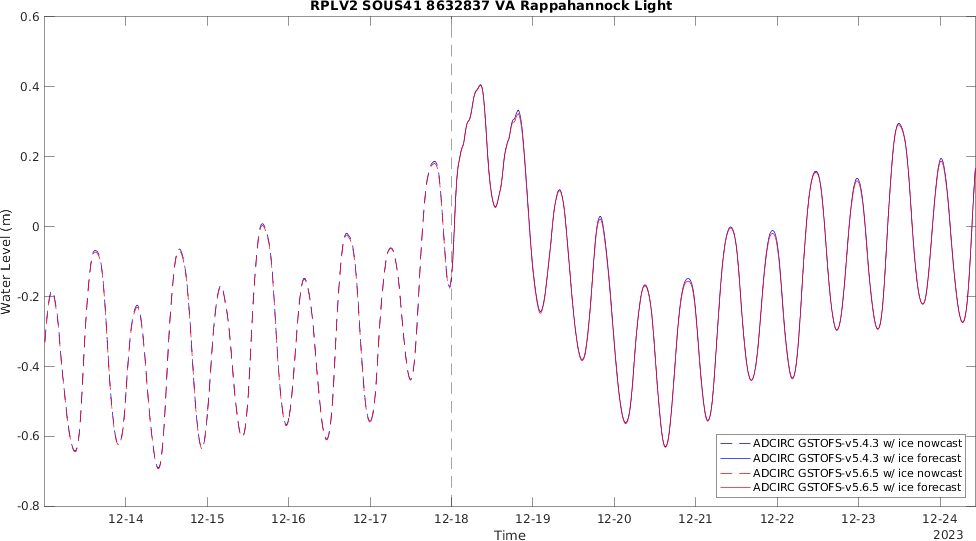 RPLV2 SOUS41 8632837 VA Rappahannock Light
0.6
0.4
0.2
0
-0.2
-0.4
-0.6
-0.8
Water Level (m)
ADCIRC GSTOFS-v5.4.3 w/ ice nowcast
ADCIRC GSTOFS-v5.4.3 w/ ice forecast
ADCIRC GSTOFS-v5.6.5 w/ ice nowcast
ADCIRC GSTOFS-v5.6.5 w/ ice forecast
12-14 12-15 12-16 12-17 12-18 12-19 12-20 12-21 12-22 12-23 12-24
Time
2023